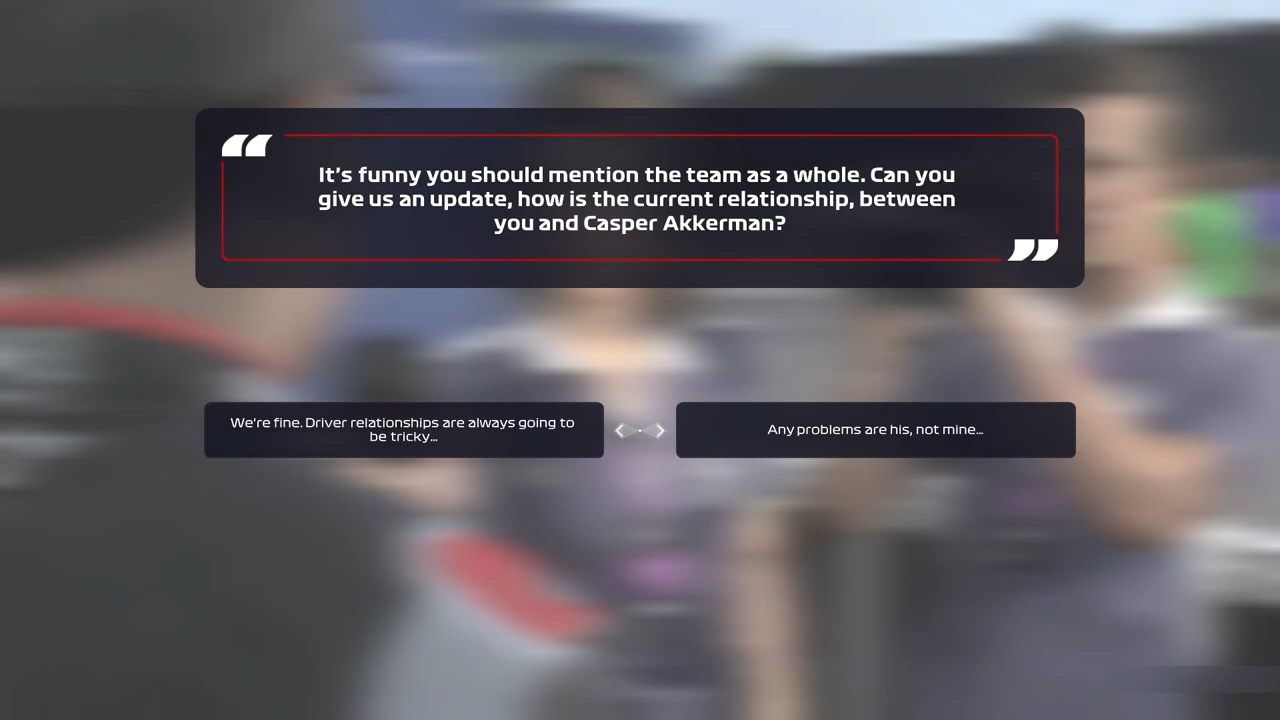 It's funny you should mention the team as a whole. Can you
give us an update, how is the current relationship, between
you and Casper Akkerman?
We're fine. Driver relationships are always going to
be tricky...
Any problems are his, not mine...